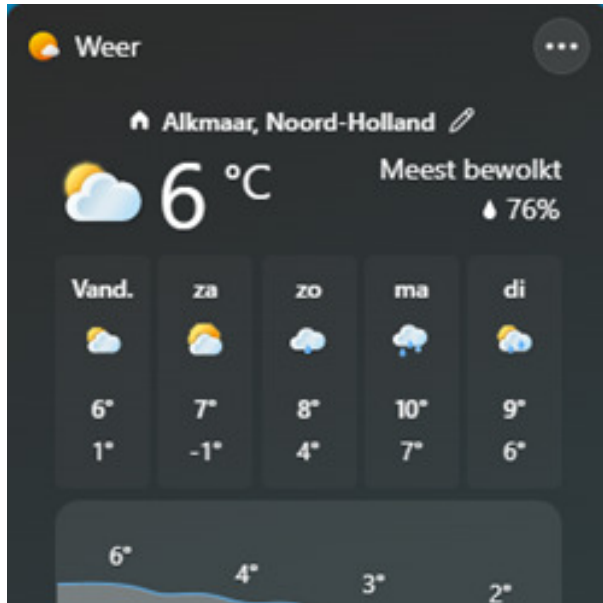 Weer
Alkmaar, Noord-Holland
6 °C
Meest bewolkt
76%
Vand. za zo ma di
6° 7° 8° 10° 9°
1° -1° 4° 7° 6°
6° 4° 3° 2°